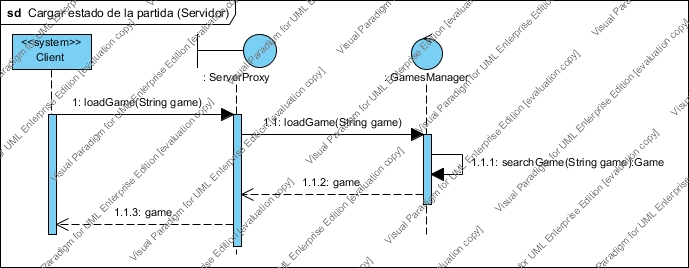 sd Cargar estado de la partida (Servidor)
<<system>>
Client
: ServerProxy
: GamesManager
1: loadGame(String game)
1.1: loadGame(String game)
1.1.1: searchGame(String game):Game
1.1.2: game
1.1.3: game
Visual Paradigm for UML Enterprise Edition [evaluation copy]